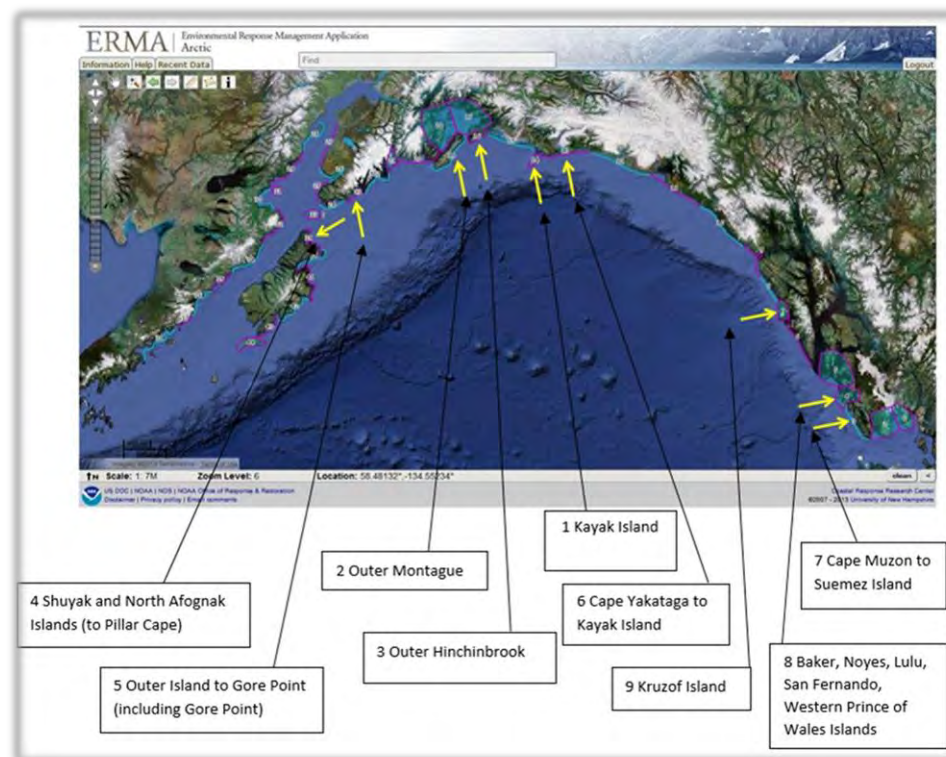 ERMA
Environmental Response Management Application
Arctic
Find
Information Help Recent Data
Logout
Scale: 1: 7M Zoom Level: 6 Location: 58.48132°,-134.55234°
US DOC | NOAA | NOS | NOAA Office of Response & Restoration
Disclaimer | Privacy policy | Email comments
Coastal Response Research Center
©2007 - 2013 University of New Hampshire
1 Kayak Island
2 Outer Montague
7 Cape Muzon to
Suemez Island
4 Shuyak and North Afognak
Islands (to Pillar Cape)
6 Cape Yakataga to
Kayak Island
3 Outer Hinchinbrook
8 Baker, Noyes, Lulu,
San Fernando,
Western Prince of
Wales Islands
5 Outer Island to Gore Point
(including Gore Point)
9 Kruzof Island